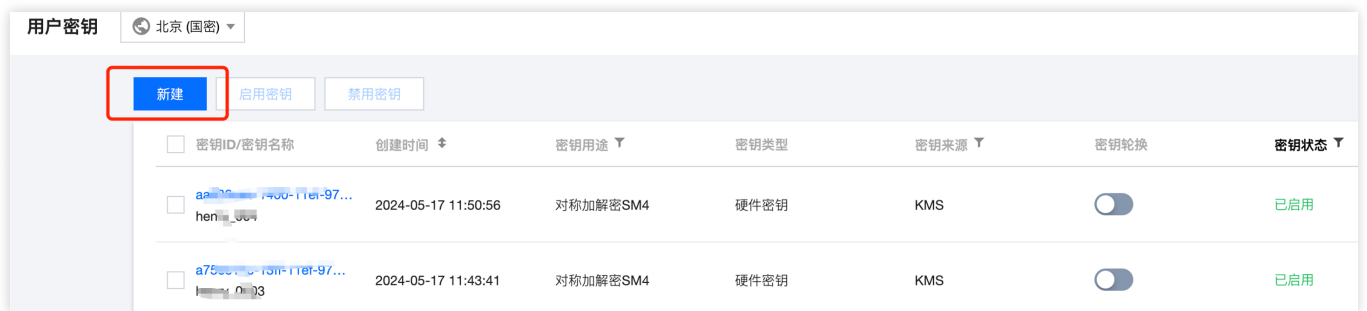 用户密钥 北京 (国密)
新建 启用密钥 禁用密钥
密钥ID/密钥名称 创建时间 密钥用途 密钥类型 密钥来源 密钥轮换 密钥状态
2024-05-17 11:50:56 对称加解密SM4 硬件密钥 KMS 已启用
2024-05-17 11:43:41 对称加解密SM4 硬件密钥 KMS 已启用